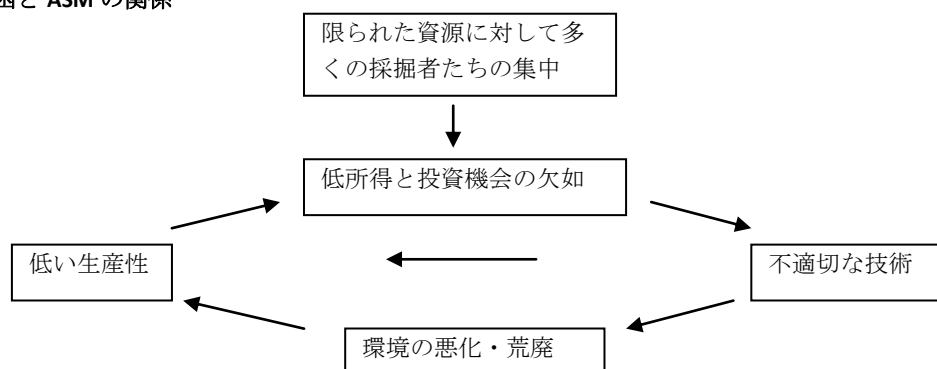 と ASM の関係
限られた資源に対して多
くの採掘者たちの集中
低所得と投資機会の欠如
低い生産性
不適切な技術
環境の悪化・荒廃